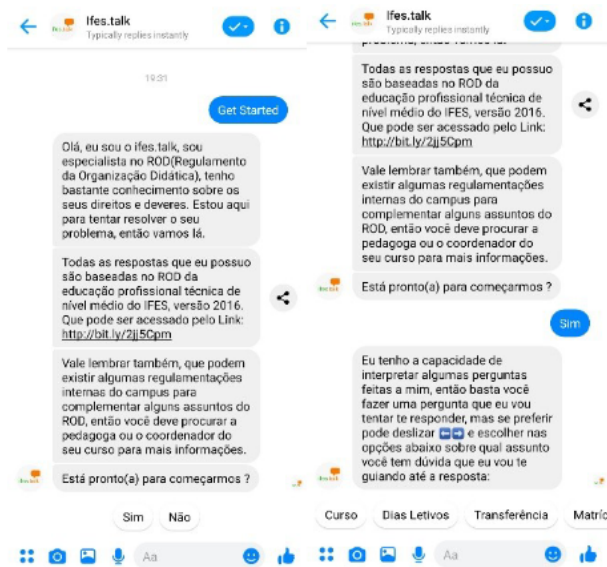 Ifes.talk
Typically replies instantly
19:31
Get Started
Olá, eu sou o ifes.talk, sou
especialista no ROD(Regulamento
da Organização Didática), tenho
bastante conhecimento sobre os
seus direitos e deveres. Estou aqui
para tentar resolver o seu
problema, então vamos lá.
Todas as respostas que eu possuo
são baseadas no ROD da
educação profissional técnica de
nível médio do IFES, versão 2016.
Que pode ser acessado pelo Link:
http://bit.ly/2jj5Cpm
Vale lembrar também, que podem
existir algumas regulamentações
internas do campus para
complementar alguns assuntos do
ROD, então você deve procurar a
pedagoga ou o coordenador do
seu curso para mais informações.
Está pronto(a) para começarmos ?
Sim Não
Aa
Ifes.talk
Typically replies instantly
problema, então vamos lá.
Todas as respostas que eu possuo
são baseadas no ROD da
educação profissional técnica de
nível médio do IFES, versão 2016.
Que pode ser acessado pelo Link:
http://bit.ly/2jj5Cpm
Vale lembrar também, que podem
existir algumas regulamentações
internas do campus para
complementar alguns assuntos do
ROD, então você deve procurar a
pedagoga ou o coordenador do
seu curso para mais informações.
Está pronto(a) para começarmos ?
Sim
Eu tenho a capacidade de
interpretar algumas perguntas
feitas a mim, então basta você
fazer uma pergunta que eu vou
tentar te responder, mas se preferir
pode deslizar ⬅️➡️ e escolher nas
opções abaixo sobre qual assunto
você tem dúvida que eu vou te
guiando até a resposta:
Curso Dias Letivos Transferência Matríc
Aa